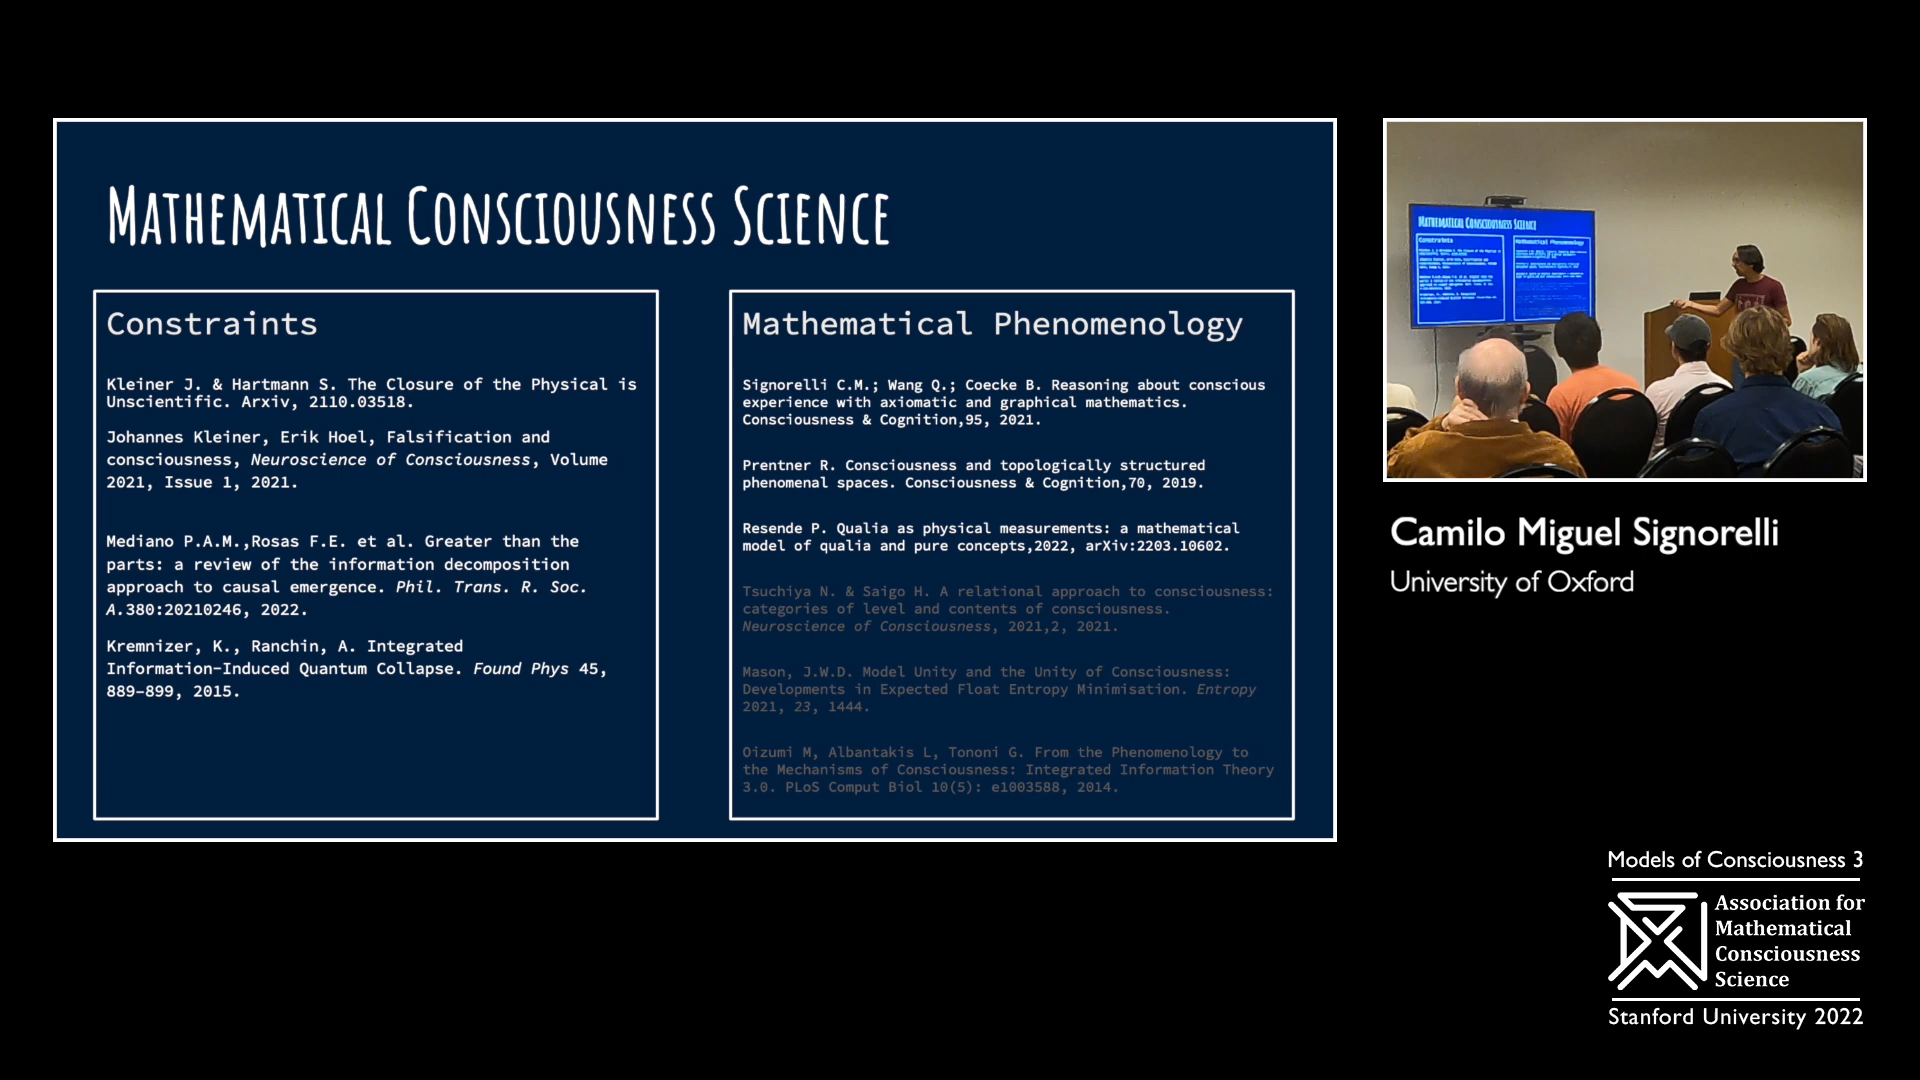 MATHEMATICAL CONSCIOUSNESS SCIENCE
Constraints
Kleiner J. & Hartmann S. The Closure of the Physical is
Unscientific. Arxiv, 2110.03518.
Johannes Kleiner, Erik Hoel, Falsification and
consciousness, Neuroscience of Consciousness, Volume
2021, Issue 1, 2021.
Mediano P.A.M.,Rosas F.E. et al. Greater than the
parts: a review of the information decomposition
approach to causal emergence. Phil. Trans. R. Soc.
A.380:20210246, 2022.
Kremnizer, K., Ranchin, A. Integrated
Information-Induced Quantum Collapse. Found Phys 45,
889–899, 2015.
Mathematical Phenomenology
Signorelli C.M.; Wang Q.; Coecke B. Reasoning about conscious
experience with axiomatic and graphical mathematics.
Consciousness & Cognition,95, 2021.
Prentner R. Consciousness and topologically structured
phenomenal spaces. Consciousness & Cognition,70, 2019.
Resende P. Qualia as physical measurements: a mathematical
model of qualia and pure concepts,2022, arXiv:2203.10602.
Tsuchiya N. & Saigo H. A relational approach to consciousness:
categories of level and contents of consciousness.
Neuroscience of Consciousness, 2021,2, 2021.
Mason, J.W.D. Model Unity and the Unity of Consciousness:
Developments in Expected Float Entropy Minimisation. Entropy
2021, 23, 1444.
Oizumi M, Albantakis L, Tononi G. From the Phenomenology to
the Mechanisms of Consciousness: Integrated Information Theory
3.0. PLoS Comput Biol 10(5): e1003588, 2014.
MATHEMATICAL CONSCIOUSNESS SCIENCE
Constraints
Mathematical Phenomenology
Camilo Miguel Signorelli
University of Oxford
Models of Consciousness 3
Association for
Mathematical
Consciousness
Science
Stanford University 2022